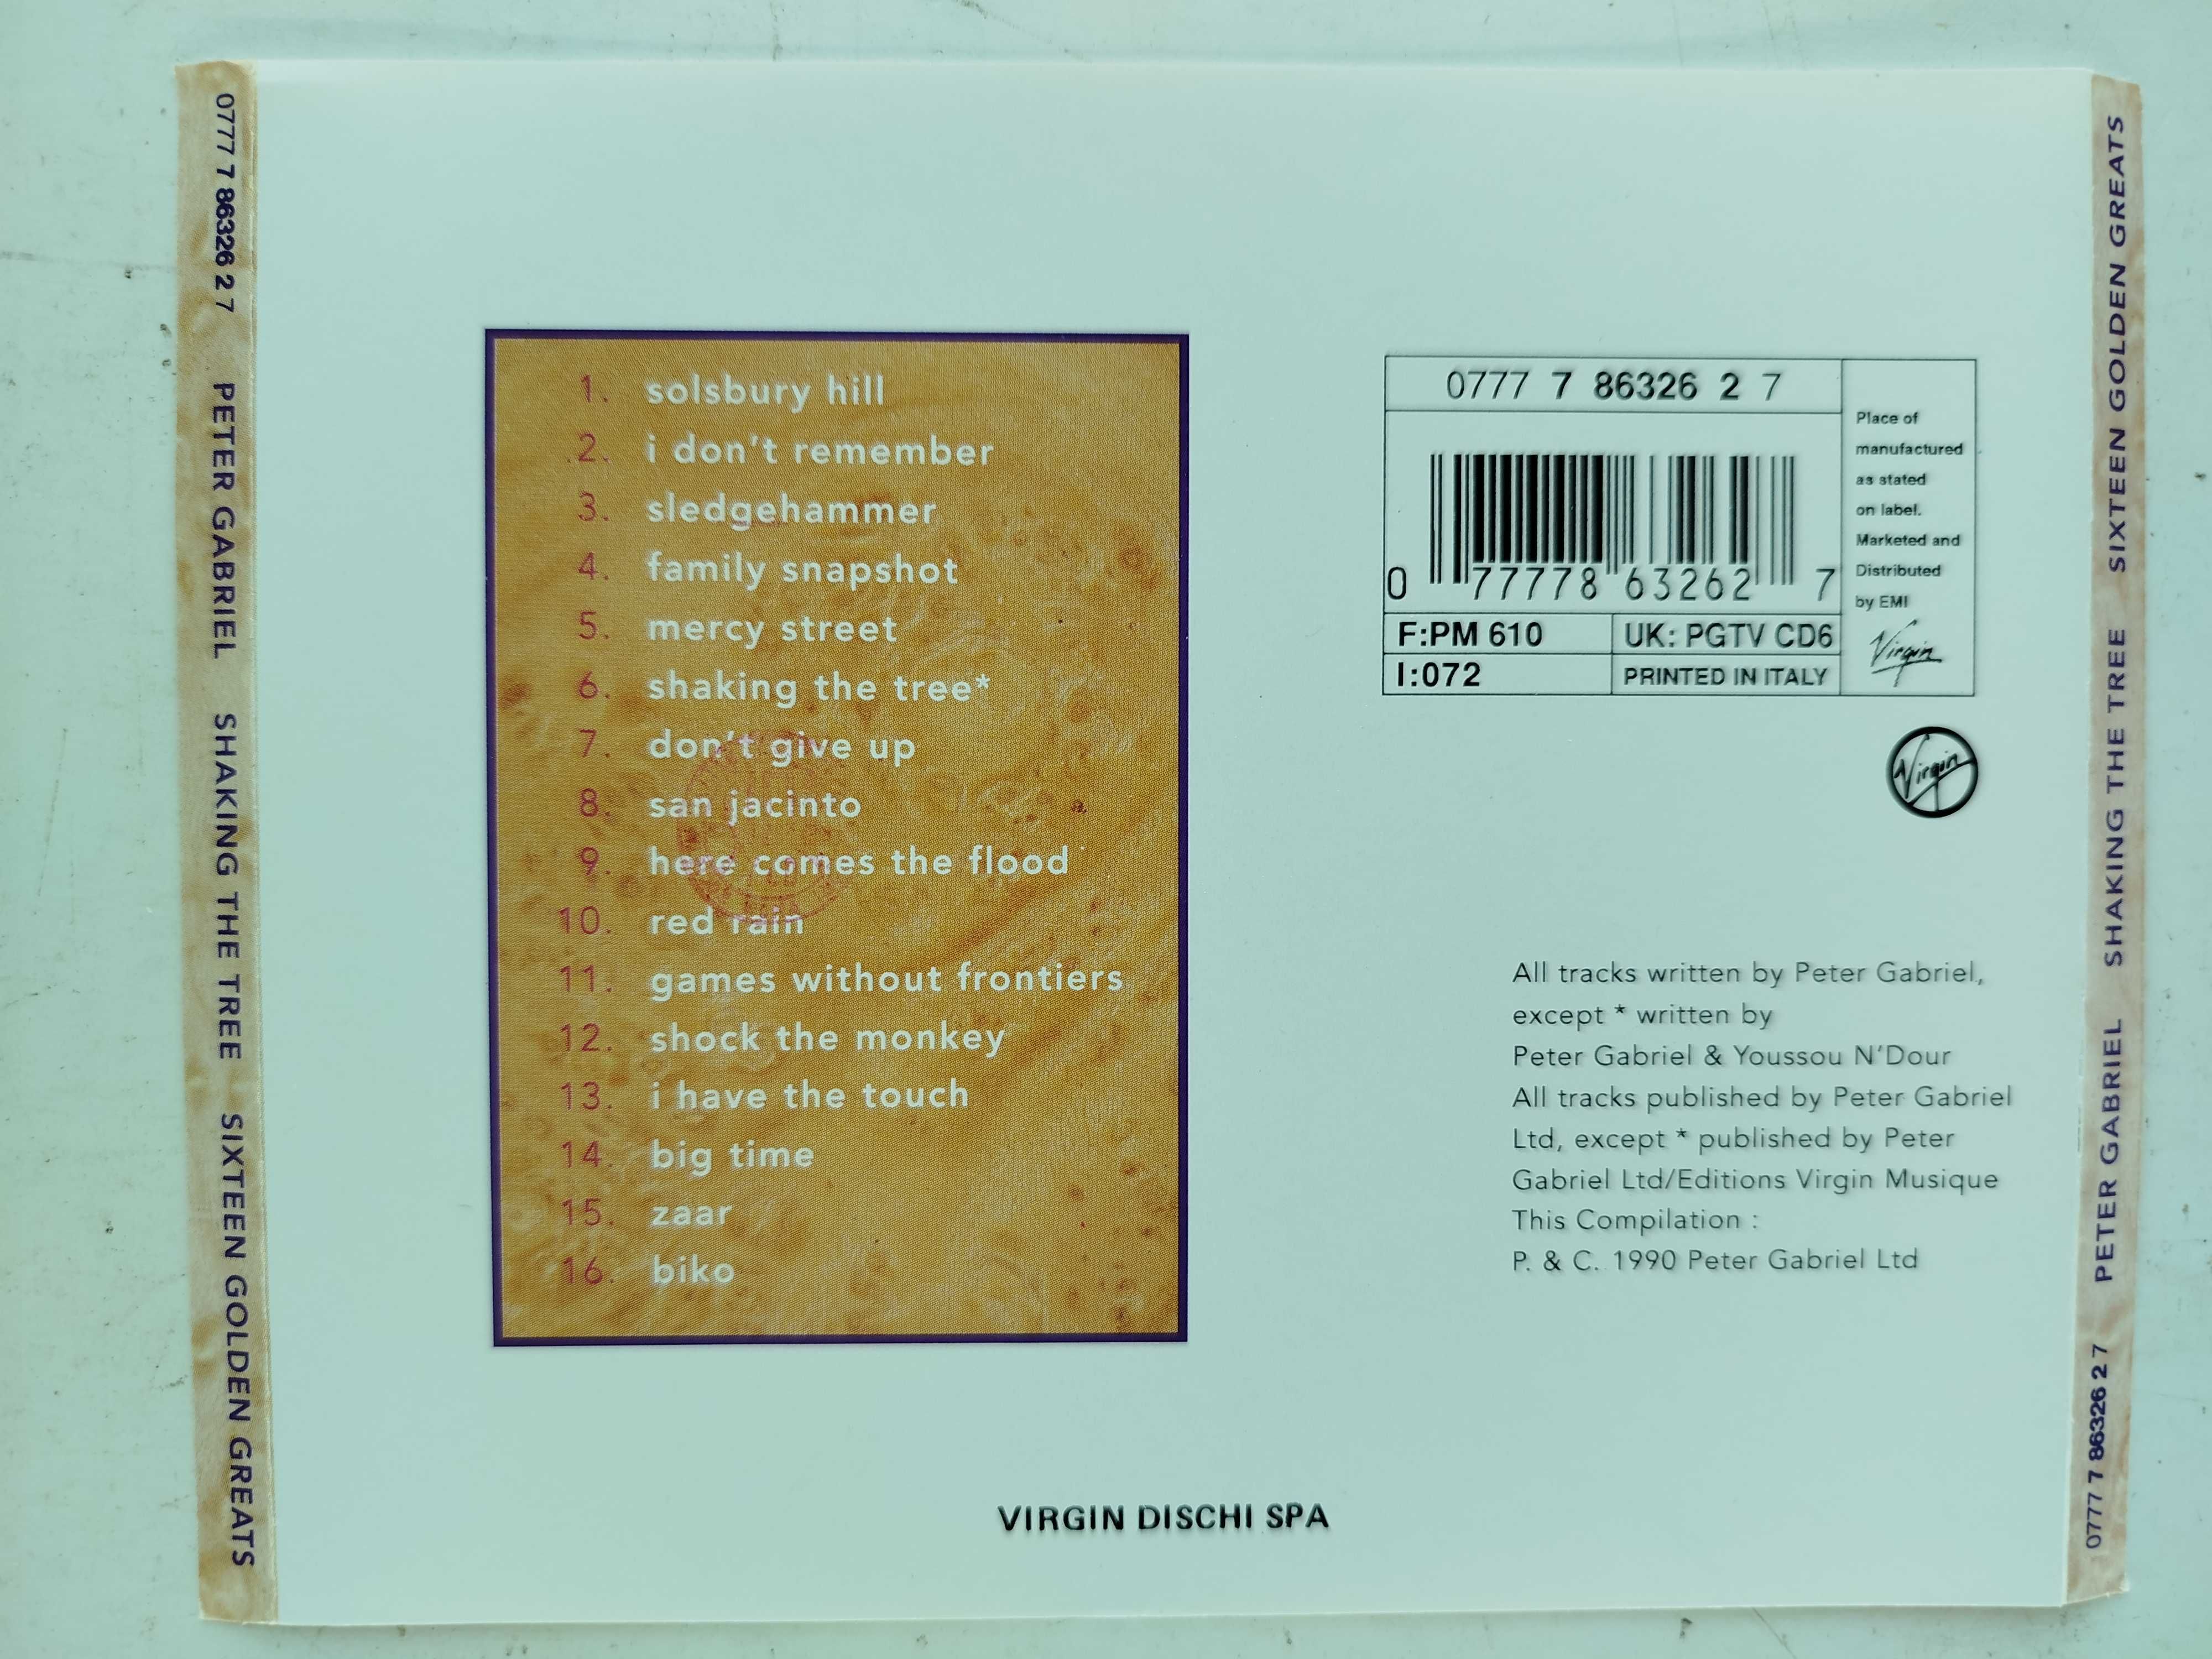 0777 7 86326 2 7 PETER GABRIEL SHAKING THE TREE SIXTEEN GOLDEN GREATS
1. solsbury hill
2. i don't remember
3. sledgehammer
4. family snapshot
5. mercy street
6. shaking the tree*
7. don't give up
8. san jacinto
9. here comes the flood
10. red rain
11. games without frontiers
12. shock the monkey
13. i have the touch
14. big time
15. zaar
16. biko
0777 7 86326 2 7
0 77778 63262 7
F:PM 610 UK: PGTV CD6
I:072 PRINTED IN ITALY
Place of
manufactured
as stated
on label.
Marketed and
Distributed
by EMI
Virgin
Virgin
All tracks written by Peter Gabriel,
except * written by
Peter Gabriel & Youssou N'Dour
All tracks published by Peter Gabriel
Ltd, except * published by Peter
Gabriel Ltd/Editions Virgin Musique
This Compilation :
P. & C. 1990 Peter Gabriel Ltd
VIRGIN DISCHI SPA
0777 7 86326 2 7 PETER GABRIEL SHAKING THE TREE SIXTEEN GOLDEN GREATS